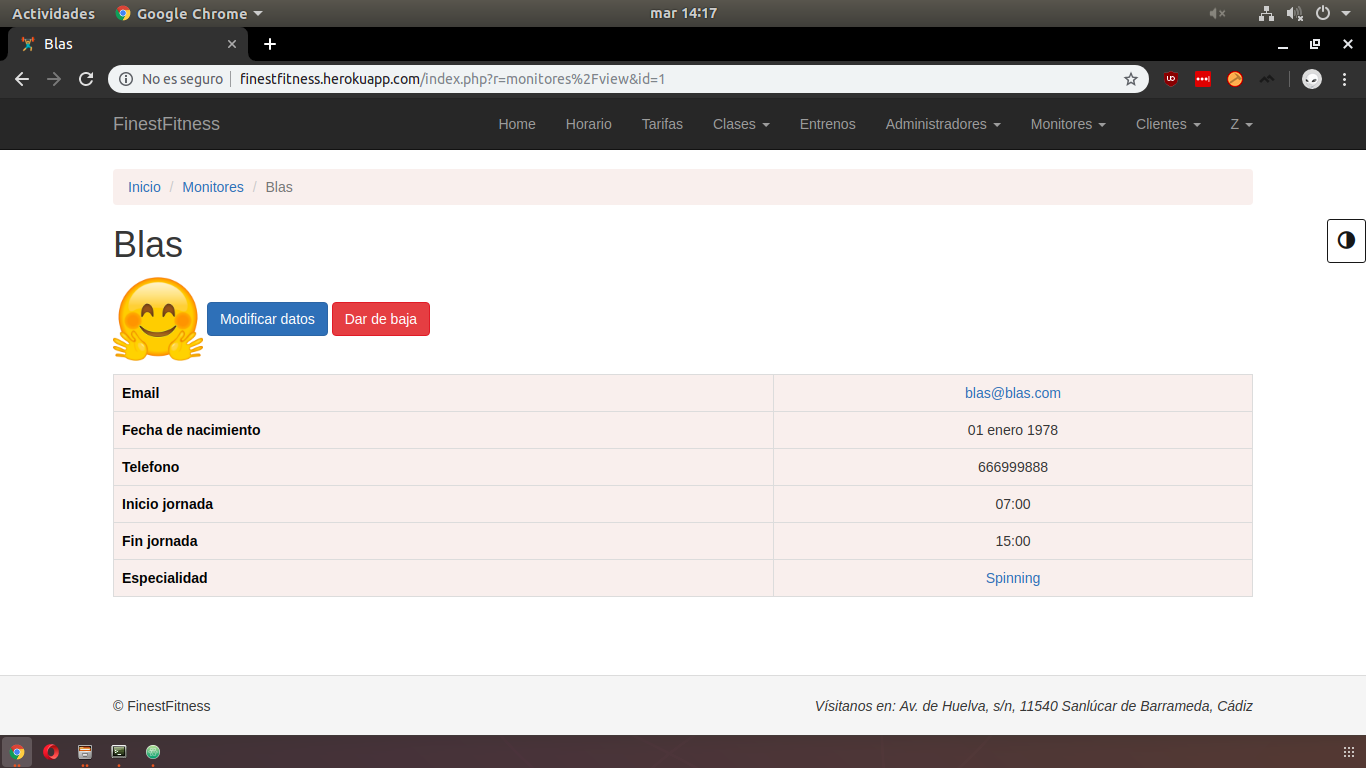 Actividades Google Chrome mar 14:17
Blas
No es seguro finestfitness.herokuapp.com/index.php?r=monitores%2Fview&id=1
FinestFitness Home Horario Tarifas Clases Entrenos Administradores Monitores Clientes Z
Inicio / Monitores / Blas
Blas
Modificar datos Dar de baja
Email blas@blas.com
Fecha de nacimiento 01 enero 1978
Telefono 666999888
Inicio jornada 07:00
Fin jornada 15:00
Especialidad Spinning
© FinestFitness Vísitanos en: Av. de Huelva, s/n, 11540 Sanlúcar de Barrameda, Cádiz